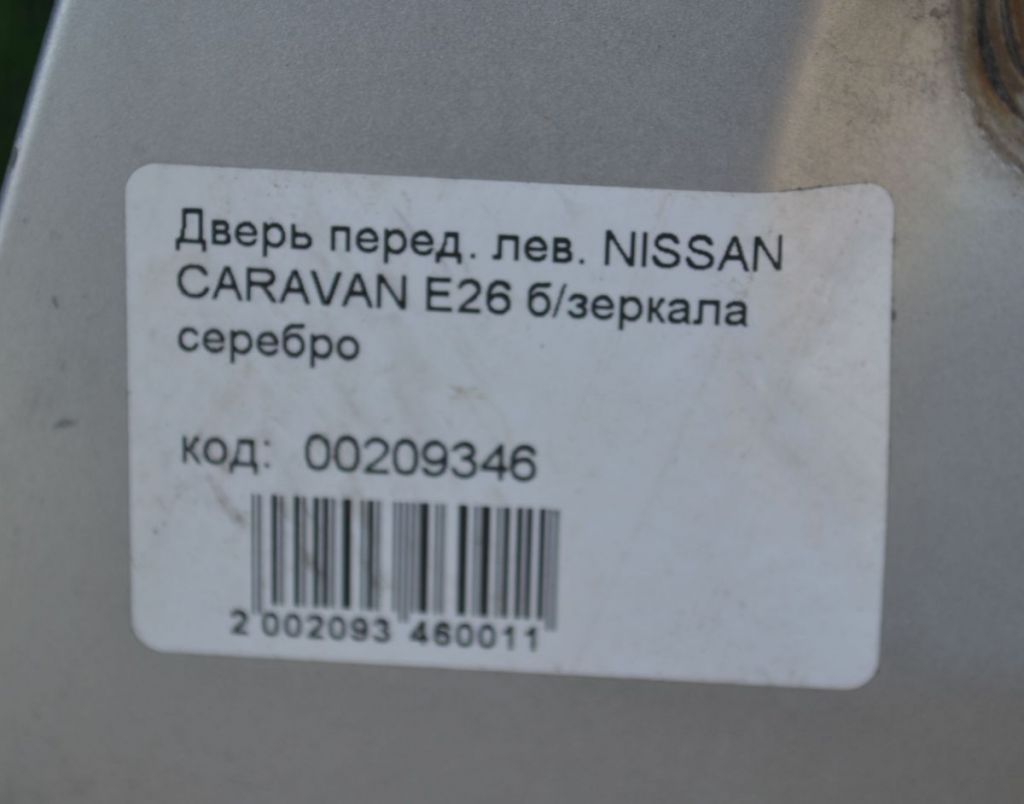 Дверь перед. лев. NISSAN
CARAVAN E26 б/зеркала
серебро
код: 00209346
2 002093 460011